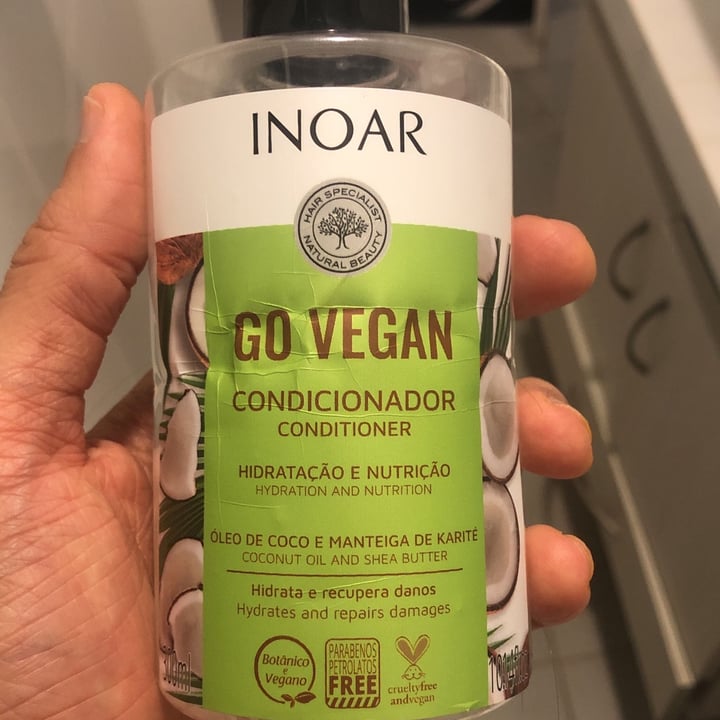 INOAR
HAIR SPECIALIST
NATURAL BEAUTY
GO VEGAN
CONDICIONADOR
CONDITIONER
HIDRATAÇÃO E NUTRIÇÃO
HYDRATION AND NUTRITION
ÓLEO DE COCO E MANTEIGA DE KARITÉ
COCONUT OIL AND SHEA BUTTER
Hidrata e recupera danos
Hydrates and repairs damages
Botânico
e
Vegano
PARABENOS
PETROLATOS
FREE
crueltyfree
andvegan